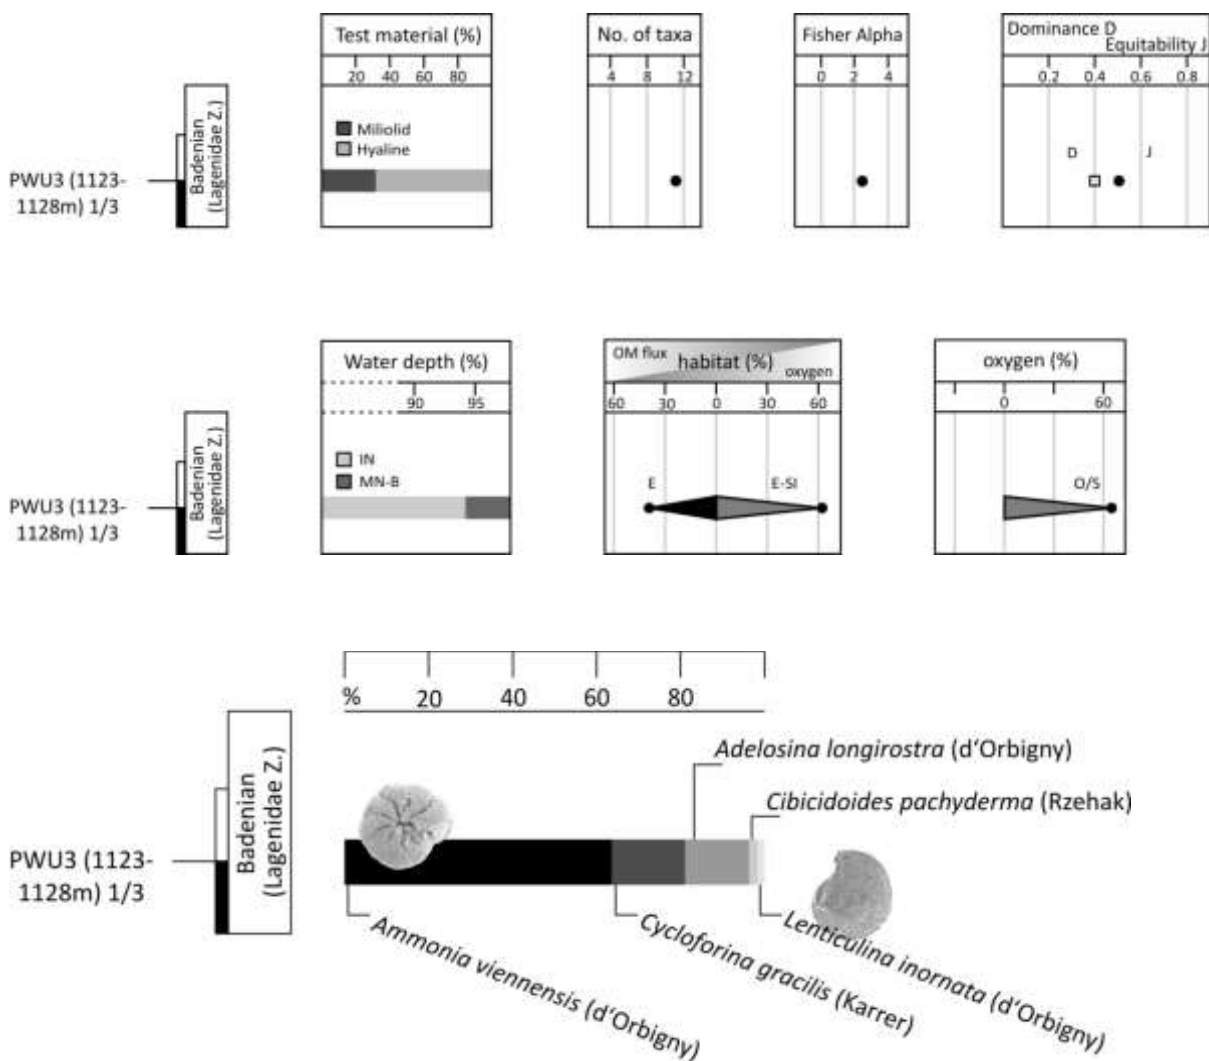 Test material (%)
20 40 60 80
Miliolid
Hyaline
No. of taxa
4 8 12
Fisher Alpha
0 2 4
Dominance D
Equitability J
0.2 0.4 0.6 0.8
D J
Badenian
(Lagenidae Z.)
PWU3 (1123-
1128m) 1/3
Water depth (%)
90 95
IN
MN-B
OM flux
habitat (%)
oxygen
60 30 0 30 60
E E-SI
oxygen (%)
0 60
O/S
Badenian
(Lagenidae Z.)
PWU3 (1123-
1128m) 1/3
% 20 40 60 80
Adelosina longirostra (d‘Orbigny)
Cibicidoides pachyderma (Rzehak)
Badenian
(Lagenidae Z.)
PWU3 (1123-
1128m) 1/3
Ammonia viennensis (d‘Orbigny)
Cycloforina gracilis (Karrer)
Lenticulina inornata (d‘Orbigny)